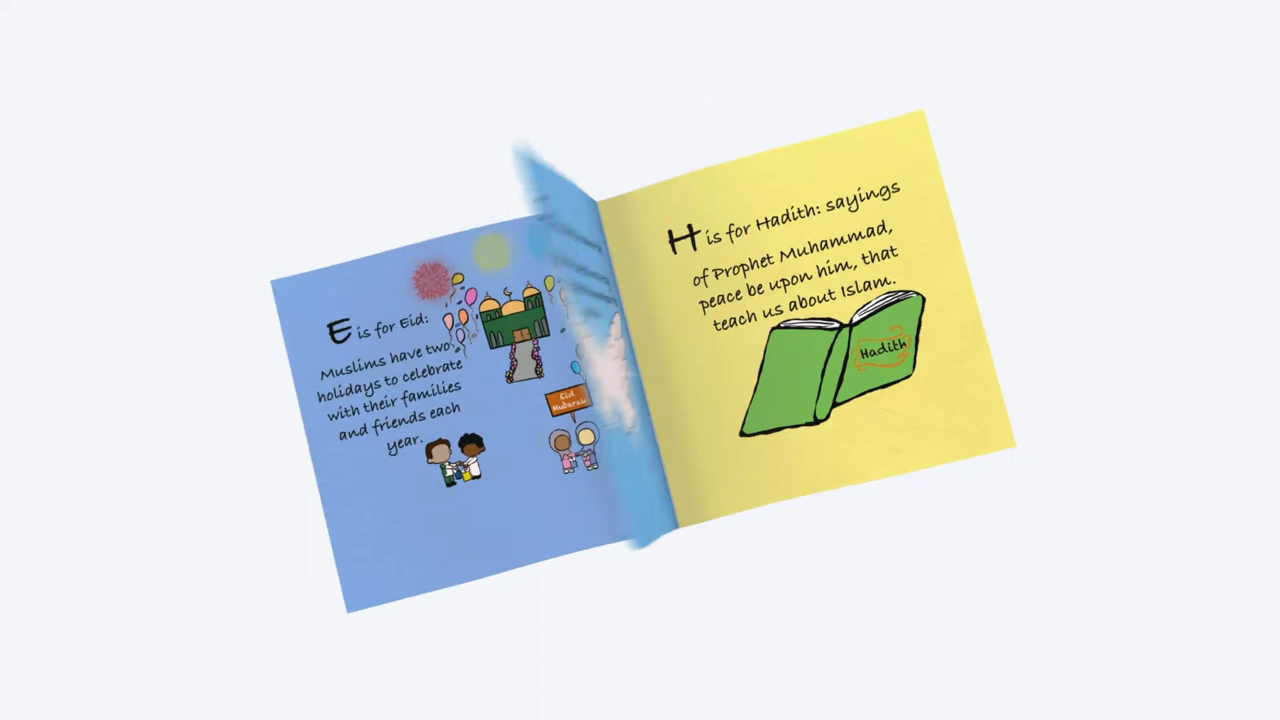 E is for Eid:
Muslims have two
holidays to celebrate
with their families
and friends each
year.
Eid
Mubarak
H is for Hadith: sayings
of Prophet Muhammad,
peace be upon him, that
teach us about Islam.
Hadith